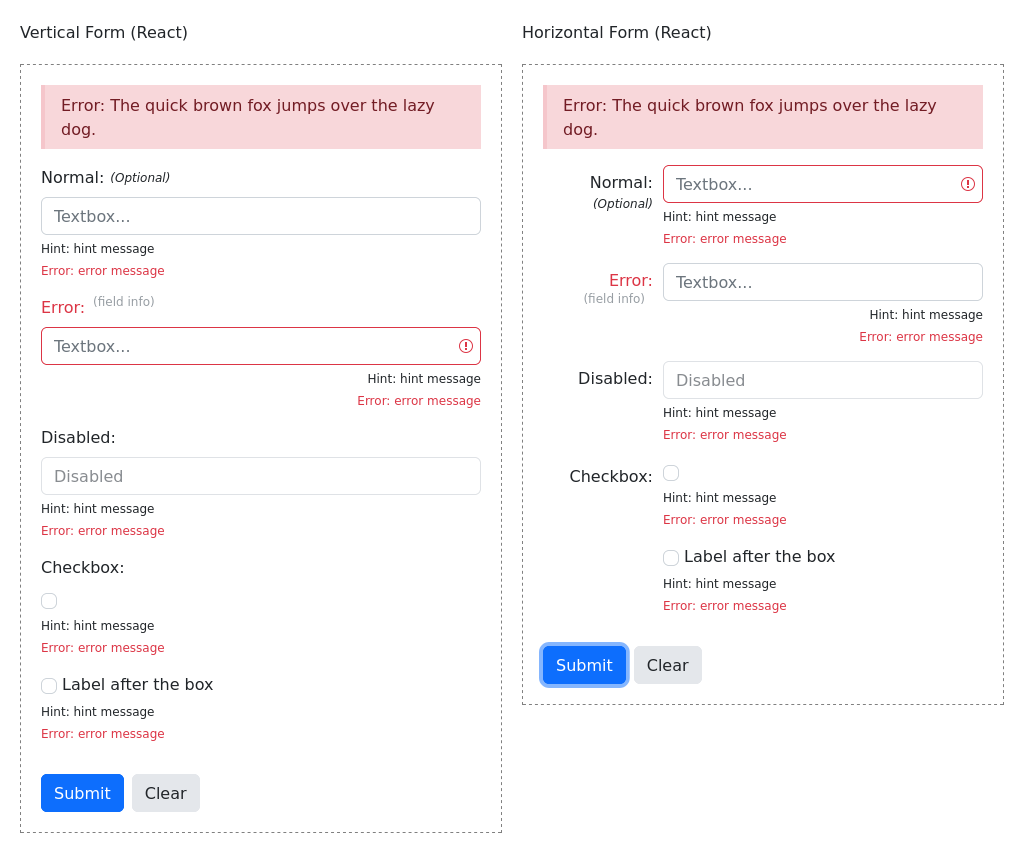 Vertical Form (React)
Error: The quick brown fox jumps over the lazy
dog.
Normal: (Optional)
Textbox...
Hint: hint message
Error: error message
Error: (field info)
Textbox...
Hint: hint message
Error: error message
Disabled:
Disabled
Hint: hint message
Error: error message
Checkbox:
Hint: hint message
Error: error message
Label after the box
Hint: hint message
Error: error message
Submit Clear
Horizontal Form (React)
Error: The quick brown fox jumps over the lazy
dog.
Normal: Textbox...
(Optional)
Hint: hint message
Error: error message
Error: Textbox...
(field info)
Hint: hint message
Error: error message
Disabled: Disabled
Hint: hint message
Error: error message
Checkbox:
Hint: hint message
Error: error message
Label after the box
Hint: hint message
Error: error message
Submit Clear